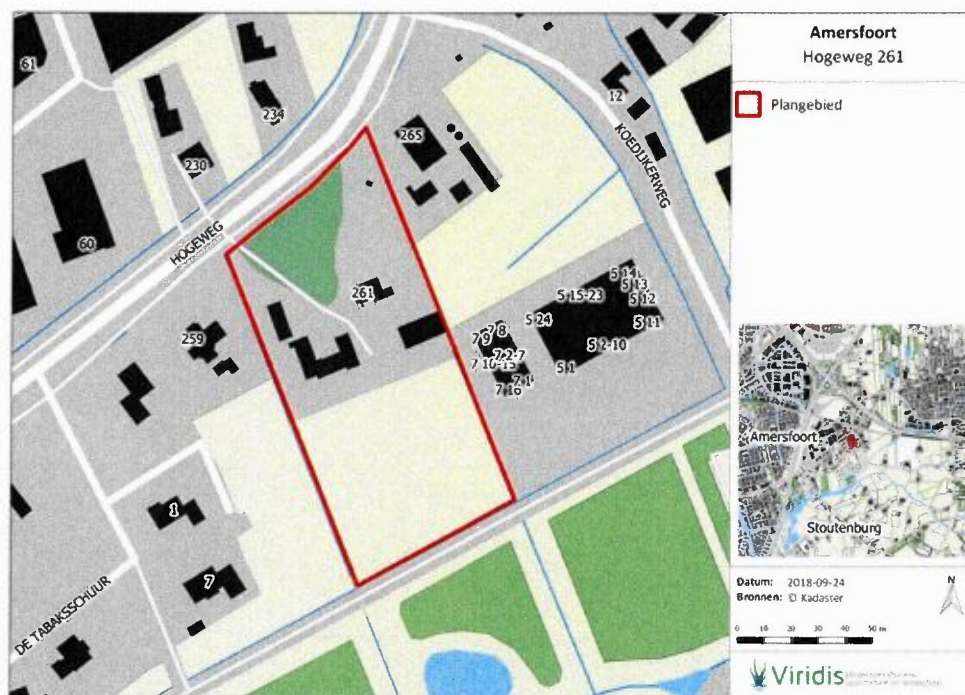 Amersfoort
Hogeweg 261
Plangebied
61
234
230
60
HOGEWEG
265
12
KOEDIJKERWEG
261
259
5 14
5 13
5 15-23
5 12
5 24
5 11
5 2-10
5 1
7 8
7 9
7 2-7
7 10-15
7 1
7 16
1
7
DE TABAKSSCHUUR
Amersfoort
Stoutenburg
Datum: 2018-09-24
Bronnen: © Kadaster
N
0 10 20 30 40 50 m
Viridis